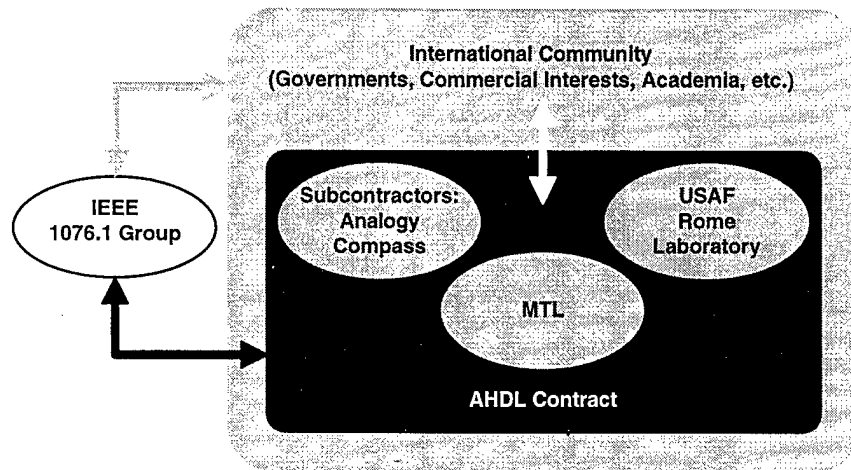 International Community
(Governments, Commercial Interests, Academia, etc.)
IEEE
1076.1 Group
Subcontractors:
Analogy
Compass
USAF
Rome
Laboratory
MTL
AHDL Contract